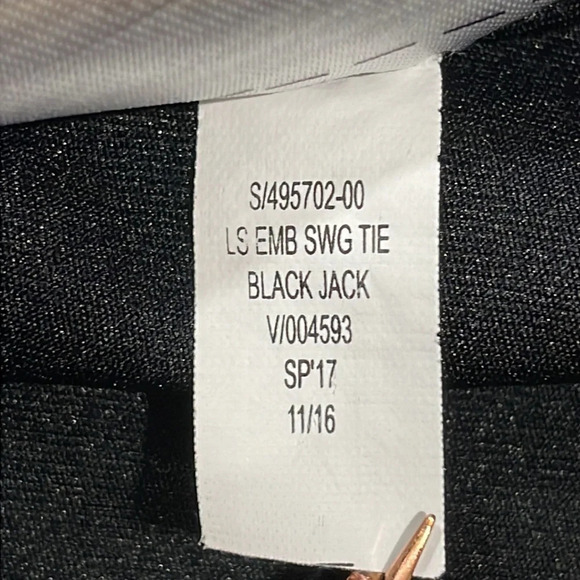 S/495702-00
LS EMB SWG TIE
BLACK JACK
V/004593
SP'17
11/16